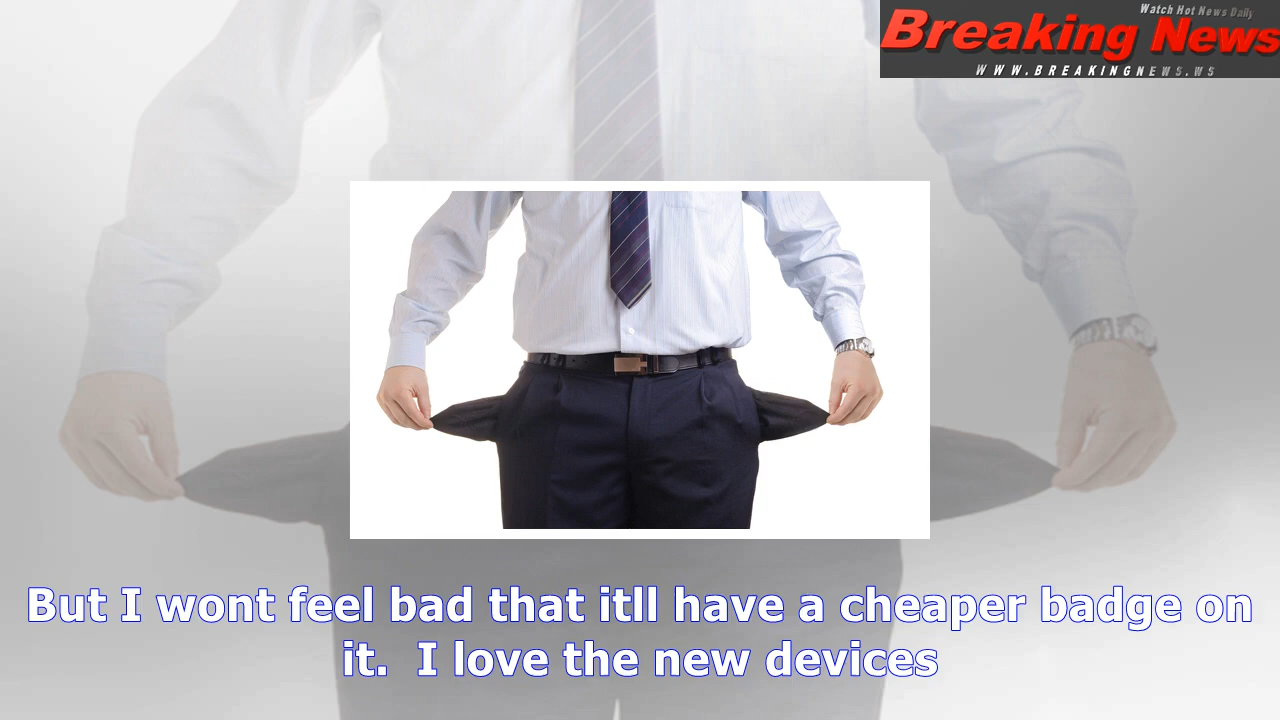 Watch Hot News Daily
Breaking News
WWW.BREAKINGNEWS.WS
But I wont feel bad that itll have a cheaper badge on
it.  I love the new devices